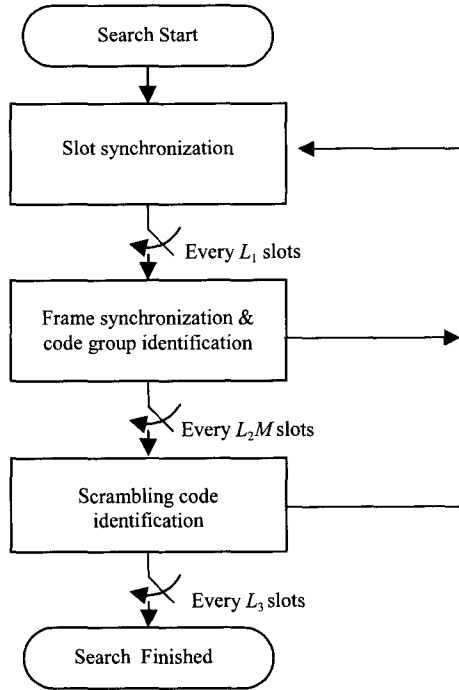 Search Start
Slot synchronization
Every L₁ slots
Frame synchronization &
code group identification
Every L₂M slots
Scrambling code
identification
Every L₃ slots
Search Finished